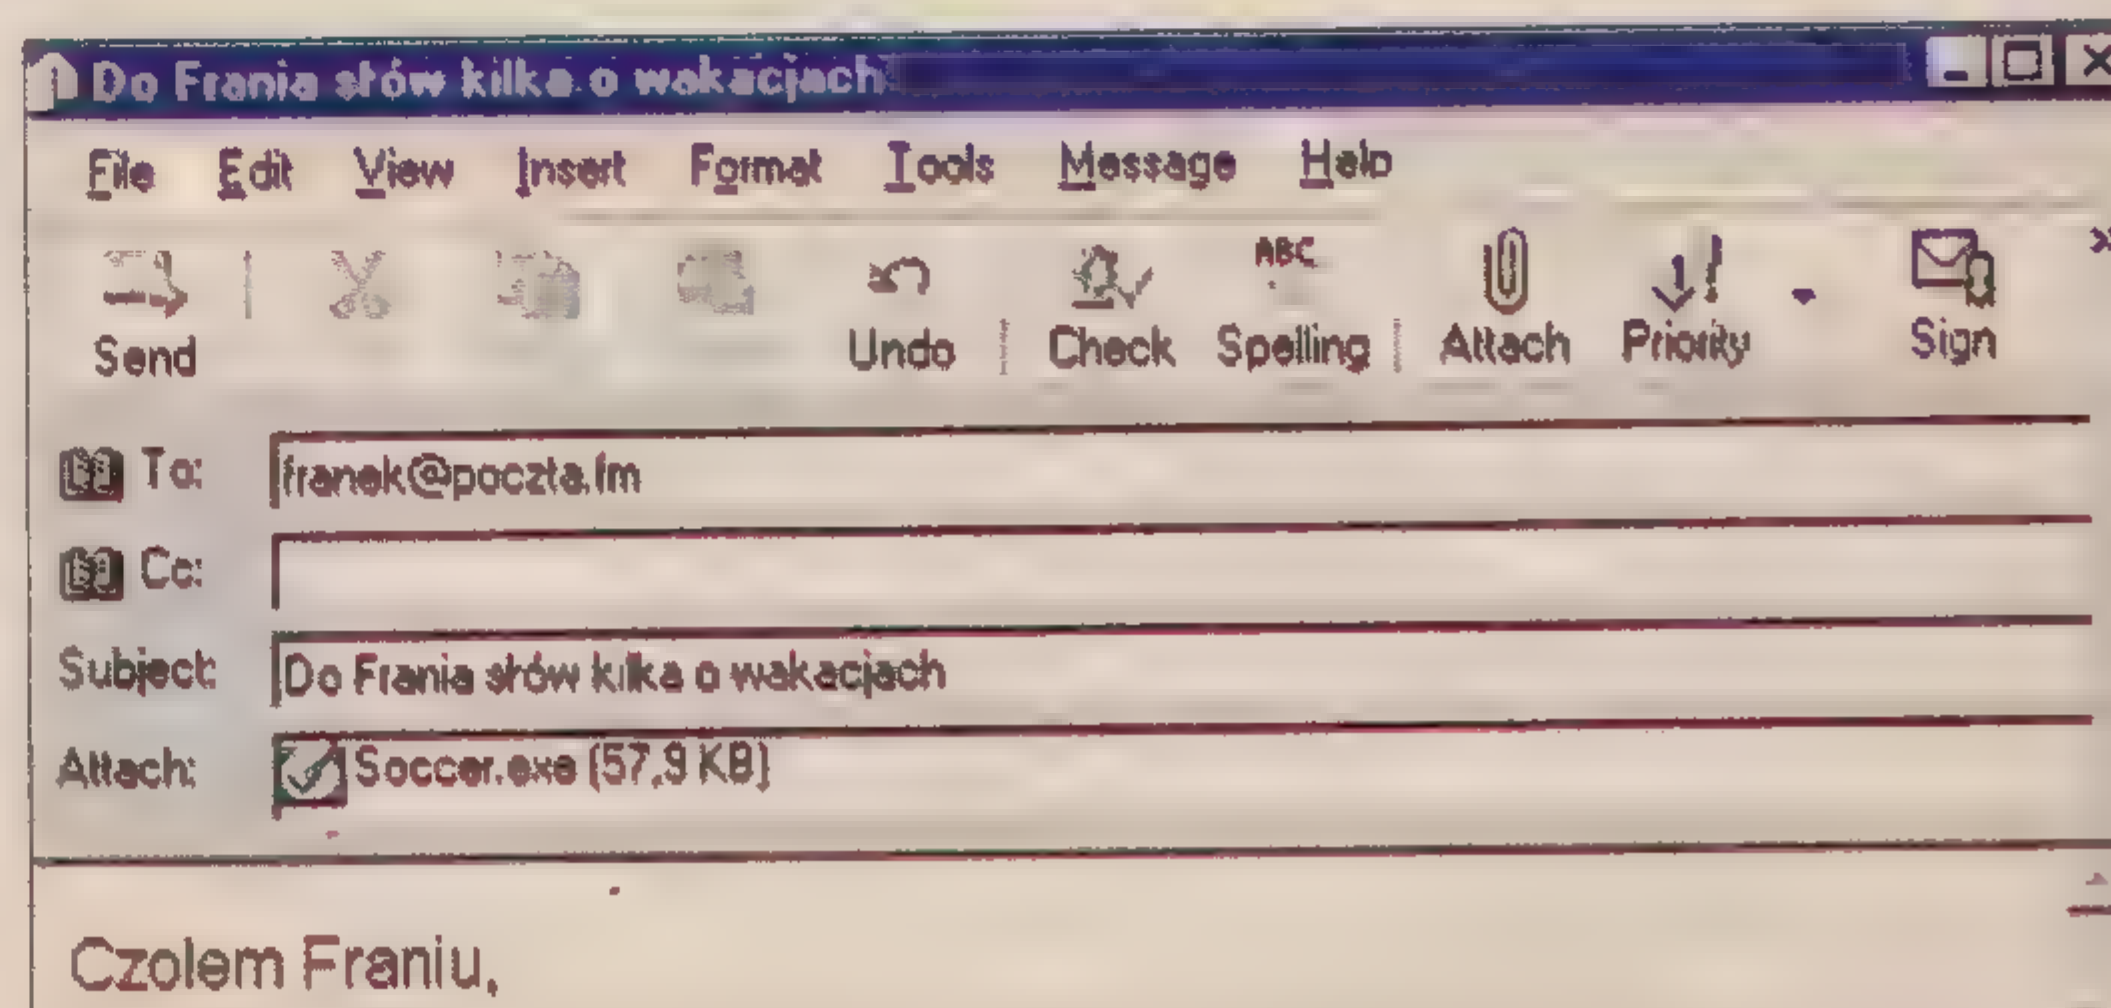 Do Frania słów kilka o wakacjach
File Edit View Insert Format Tools Message Help
ABC
Send Undo Check Spelling Attach Priority Sign
To: franek@poczta.fm
Cc:
Subject: Do Frania słów kilka o wakacjach
Attach: Soccer.exe (57,9 KB)
Czolem Franiu,